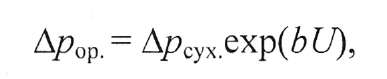 Δpор. = Δpсух.exp(bU),